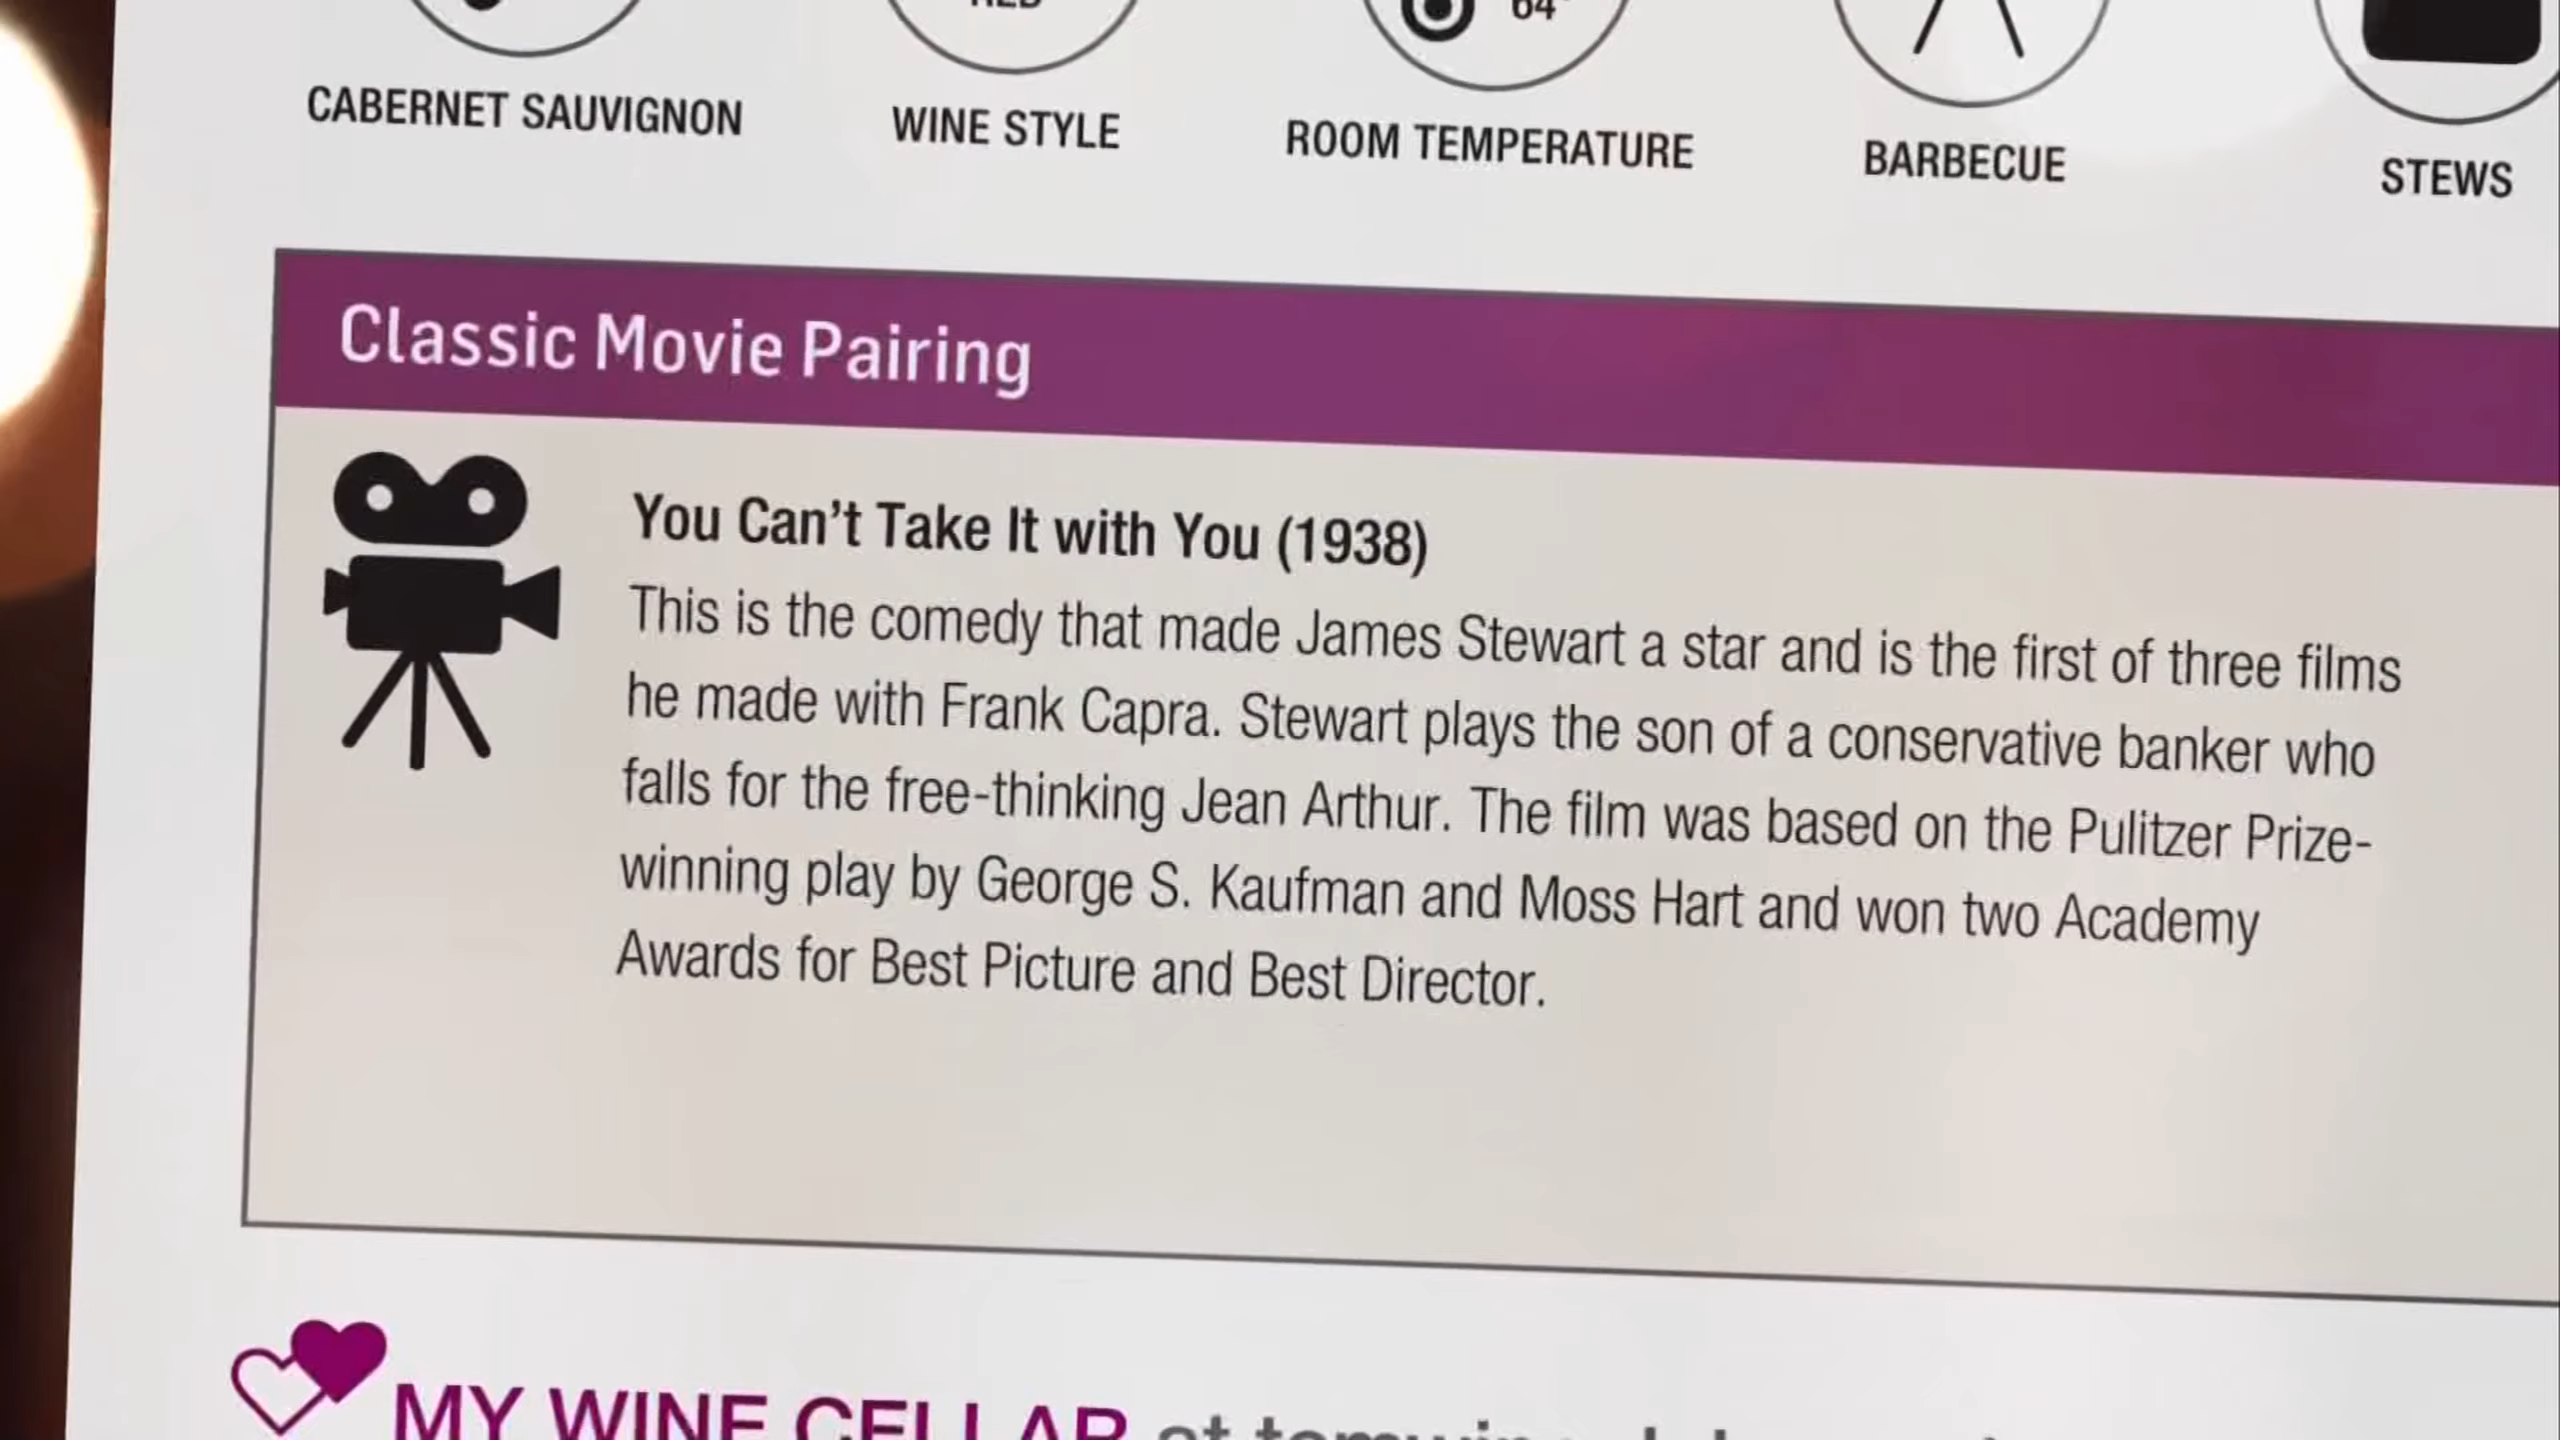 RED
64°
CABERNET SAUVIGNON
WINE STYLE
ROOM TEMPERATURE
BARBECUE
STEWS
Classic Movie Pairing
You Can't Take It with You (1938)
This is the comedy that made James Stewart a star and is the first of three films
he made with Frank Capra. Stewart plays the son of a conservative banker who
falls for the free-thinking Jean Arthur. The film was based on the Pulitzer Prize-
winning play by George S. Kaufman and Moss Hart and won two Academy
Awards for Best Picture and Best Director.
MY WINE CELLAR at